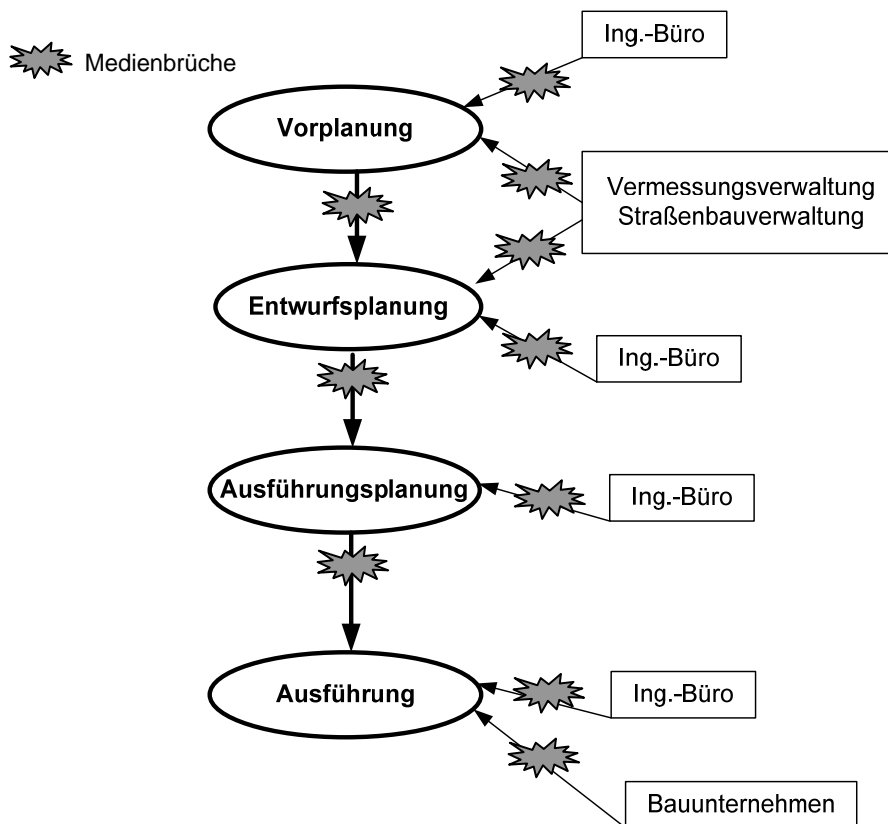 Medienbrüche
Ing.-Büro
Vorplanung
Vermessungsverwaltung
Straßenbauverwaltung
Entwurfsplanung
Ing.-Büro
Ausführungsplanung
Ing.-Büro
Ausführung
Ing.-Büro
Bauunternehmen